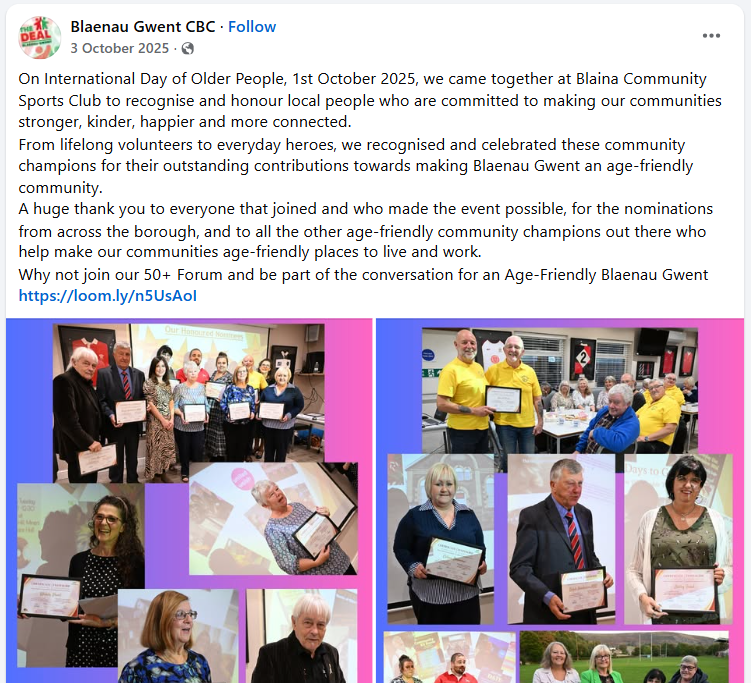 Blaenau Gwent CBC · Follow
3 October 2025 ·
On International Day of Older People, 1st October 2025, we came together at Blaina Community
Sports Club to recognise and honour local people who are committed to making our communities
stronger, kinder, happier and more connected.
From lifelong volunteers to everyday heroes, we recognised and celebrated these community
champions for their outstanding contributions towards making Blaenau Gwent an age-friendly
community.
A huge thank you to everyone that joined and who made the event possible, for the nominations
from across the borough, and to all the other age-friendly community champions out there who
help make our communities age-friendly places to live and work.
Why not join our 50+ Forum and be part of the conversation for an Age-Friendly Blaenau Gwent
https://loom.ly/n5UsAoI
THE
DEAL
Our Honoured Nominees
2